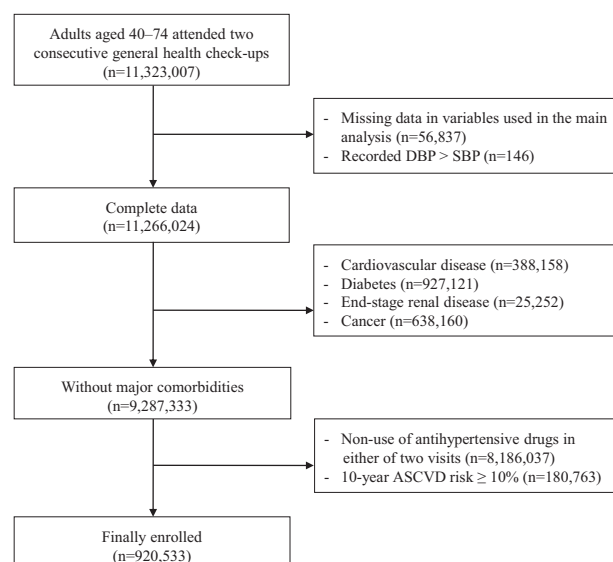 Adults aged 40–74 attended two
consecutive general health check-ups
(n=11,323,007)
- Missing data in variables used in the main
analysis (n=56,837)
- Recorded DBP > SBP (n=146)
Complete data
(n=11,266,024)
- Cardiovascular disease (n=388,158)
- Diabetes (n=927,121)
- End-stage renal disease (n=25,252)
- Cancer (n=638,160)
Without major comorbidities
(n=9,287,333)
- Non-use of antihypertensive drugs in
either of two visits (n=8,186,037)
- 10-year ASCVD risk ≥ 10% (n=180,763)
Finally enrolled
(n=920,533)